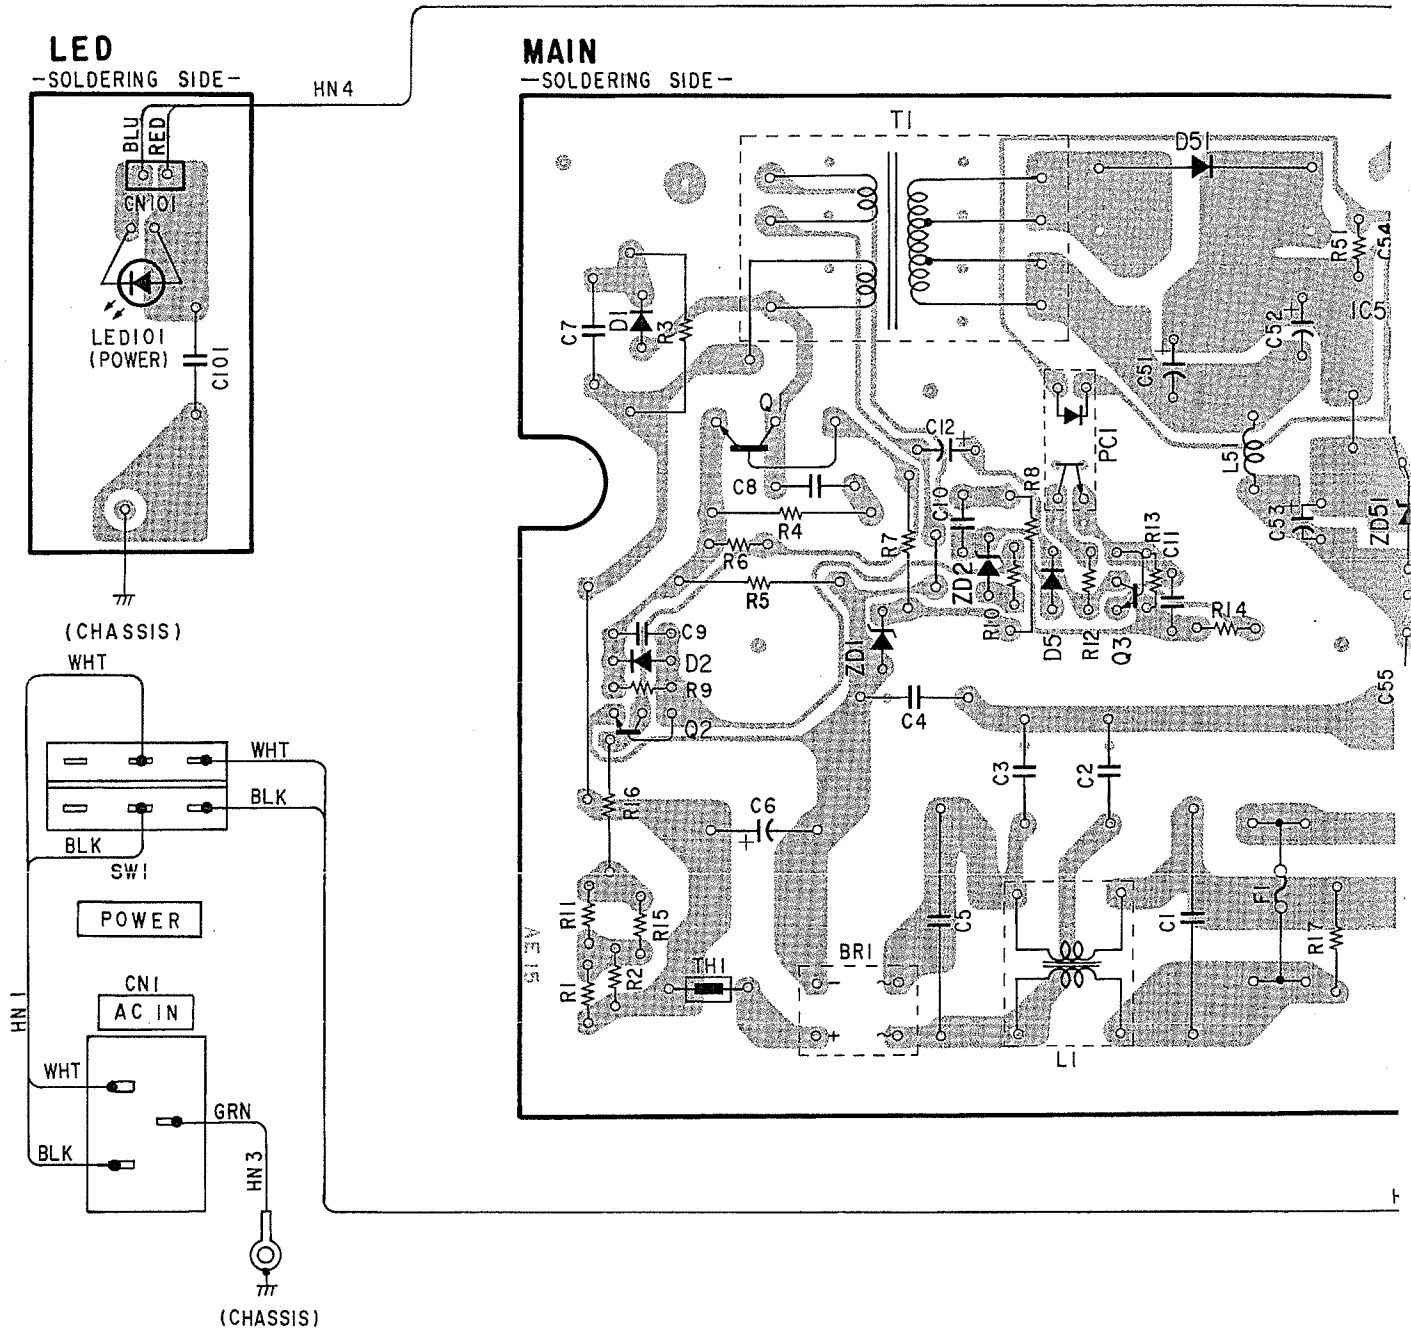 LED
-SOLDERING SIDE-
HN4
BLU
RED
CN101
LED101
(POWER)
C101
(CHASSIS)
WHT
WHT
BLK
BLK
SW1
POWER
CN1
AC IN
HN1
WHT
GRN
BLK
HN3
(CHASSIS)
MAIN
-SOLDERING SIDE-
T1
D51
R51
C54
IC5
C52
C51
C7
D1
R3
Q1
C12
+
PC1
L51
C8
C10
R8
R4
R7
R6
ZD2
R13
C11
C53
ZD51
R5
R10
D5
R12
Q3
R14
C9
D2
ZD1
R9
C4
C55
Q2
C3
C2
R16
C6
+
R11
R15
C5
C1
F1
R17
AE 15
TH1
BR1
R1
R2
- ~
+ ~
L1
H